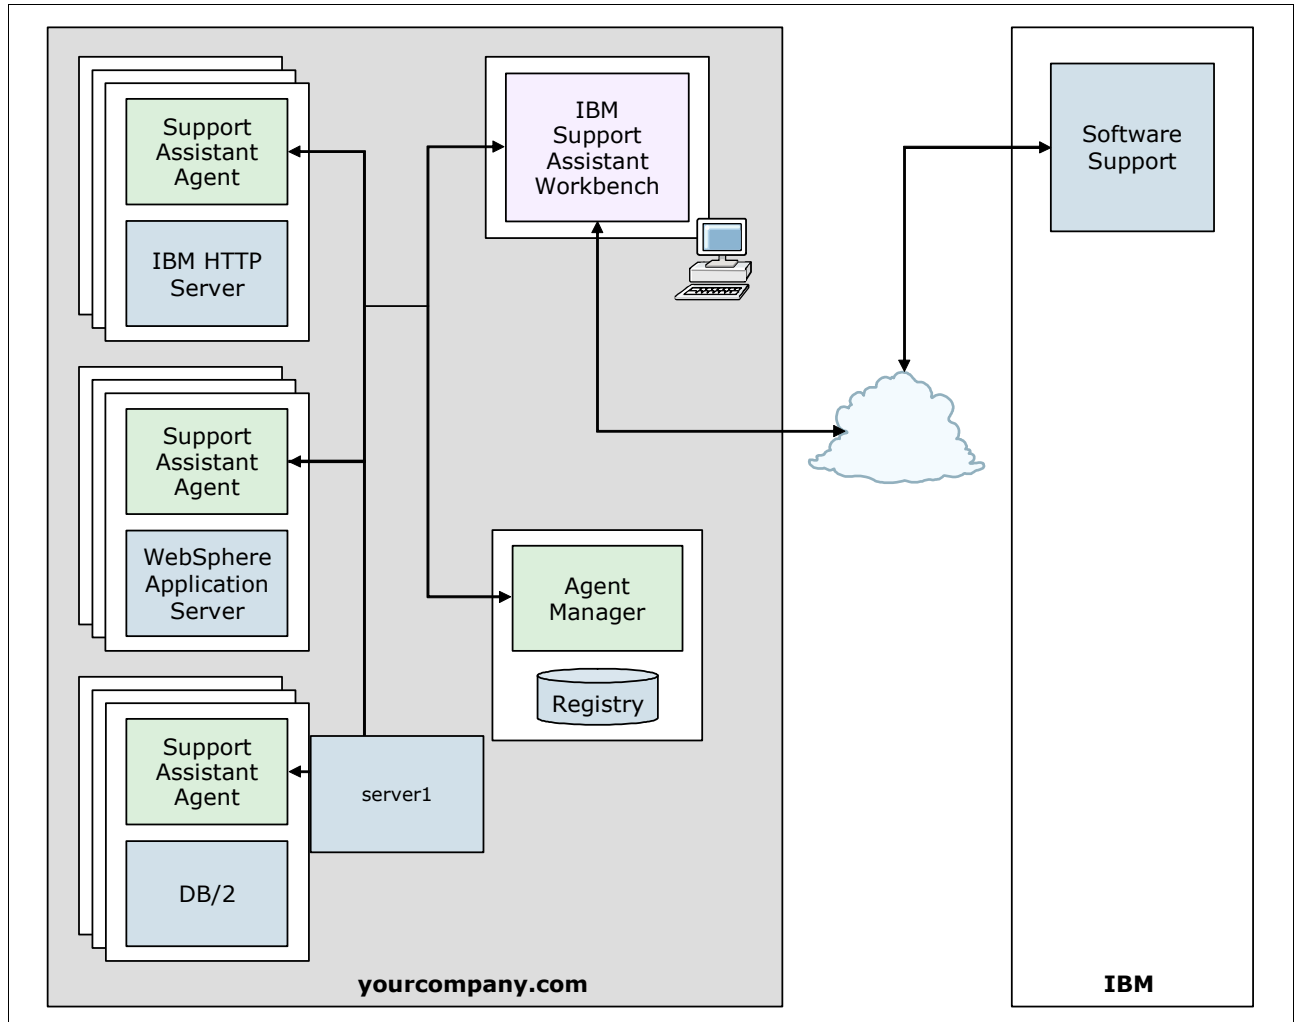 Support
Assistant
Agent
IBM HTTP
Server
Support
Assistant
Agent
WebSphere
Application
Server
Support
Assistant
Agent
DB/2
server1
IBM
Support
Assistant
Workbench
Agent
Manager
Registry
yourcompany.com
Software
Support
IBM